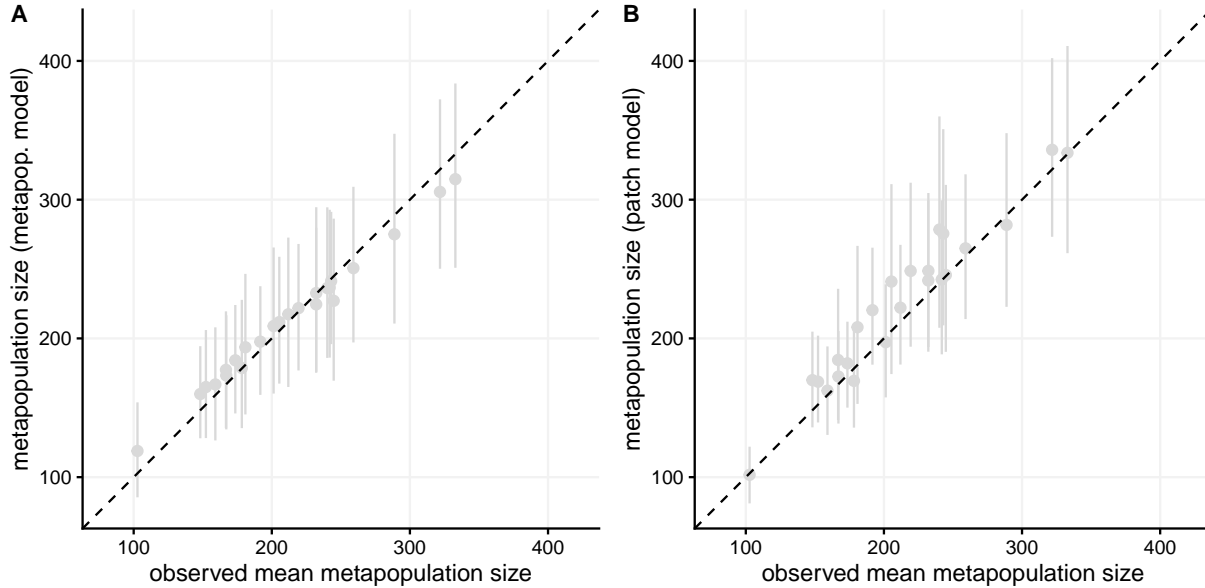 A
metapopulation size (metapop. model)
400
300
200
100
100 200 300 400
observed mean metapopulation size
B
metapopulation size (patch model)
400
300
200
100
100 200 300 400
observed mean metapopulation size